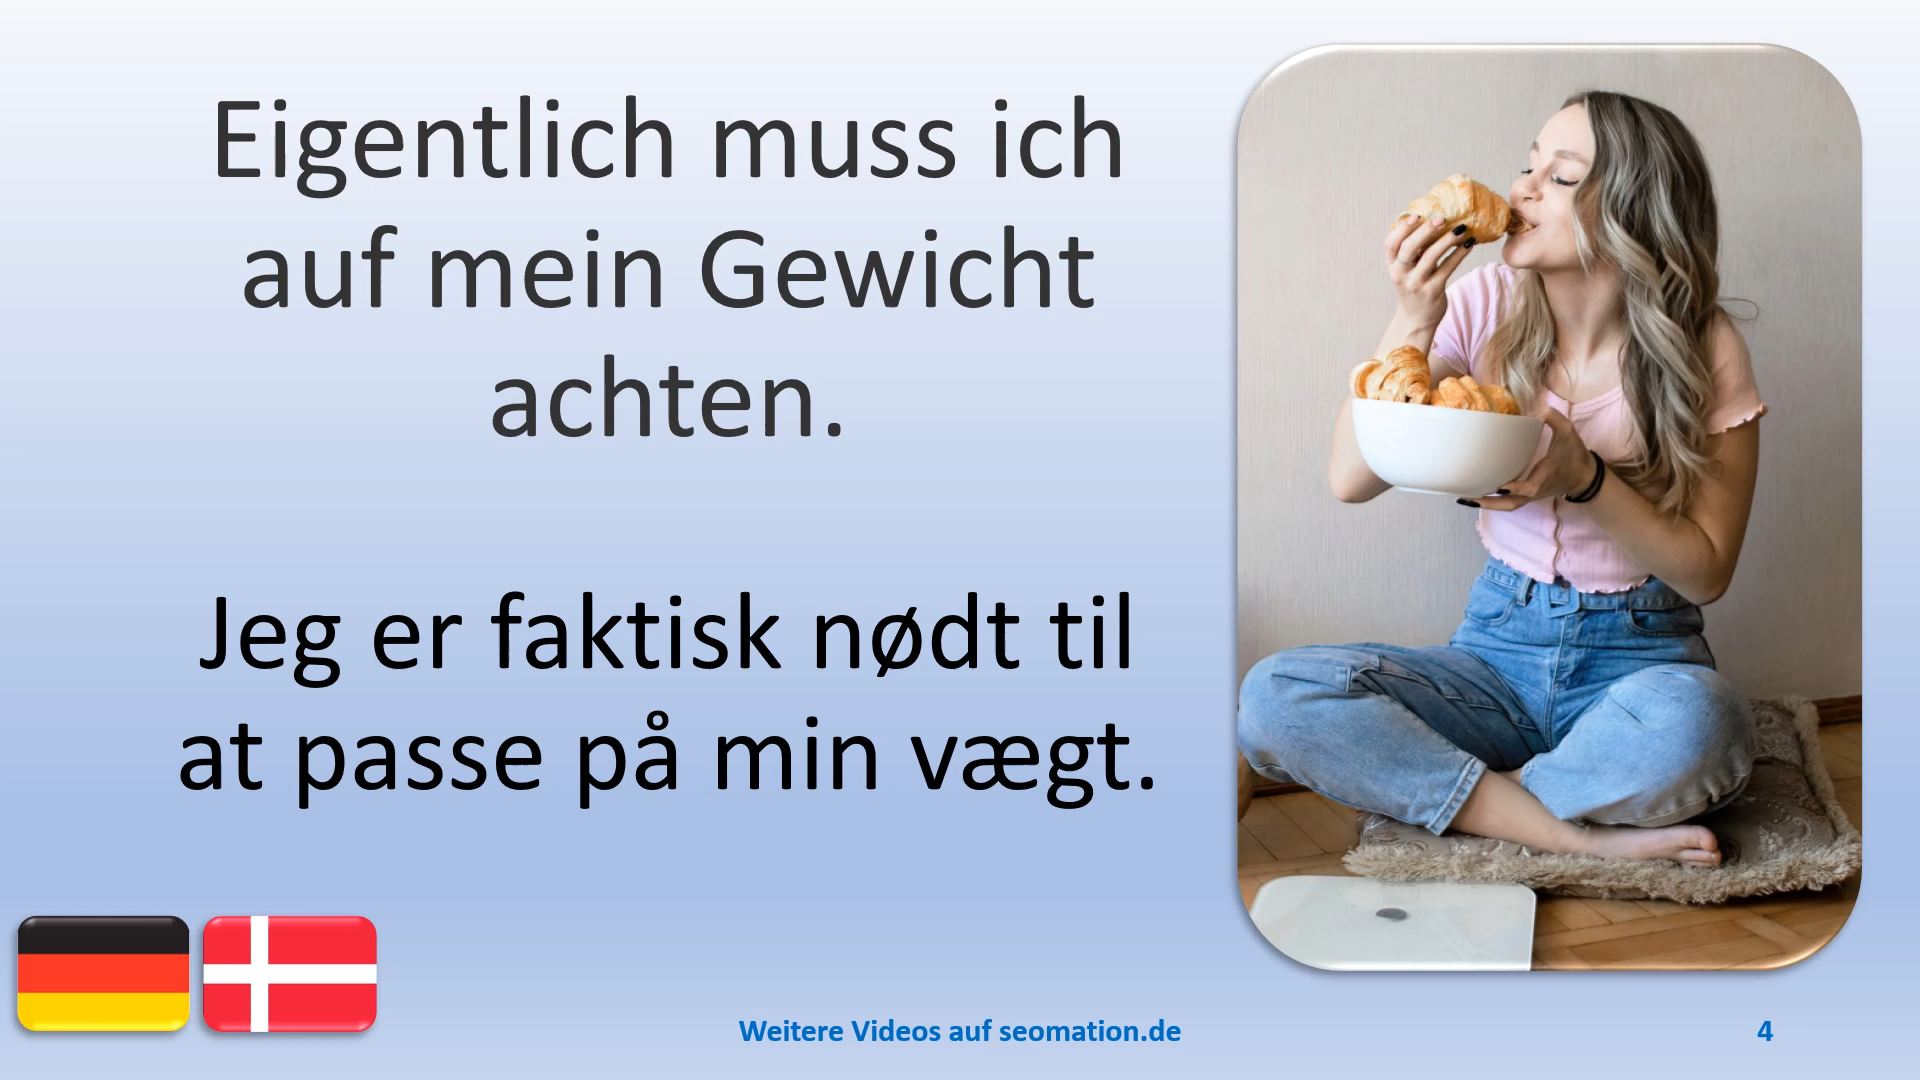 Eigentlich muss ich
auf mein Gewicht
achten.
Jeg er faktisk nødt til
at passe på min vægt.
Weitere Videos auf seomation.de
4